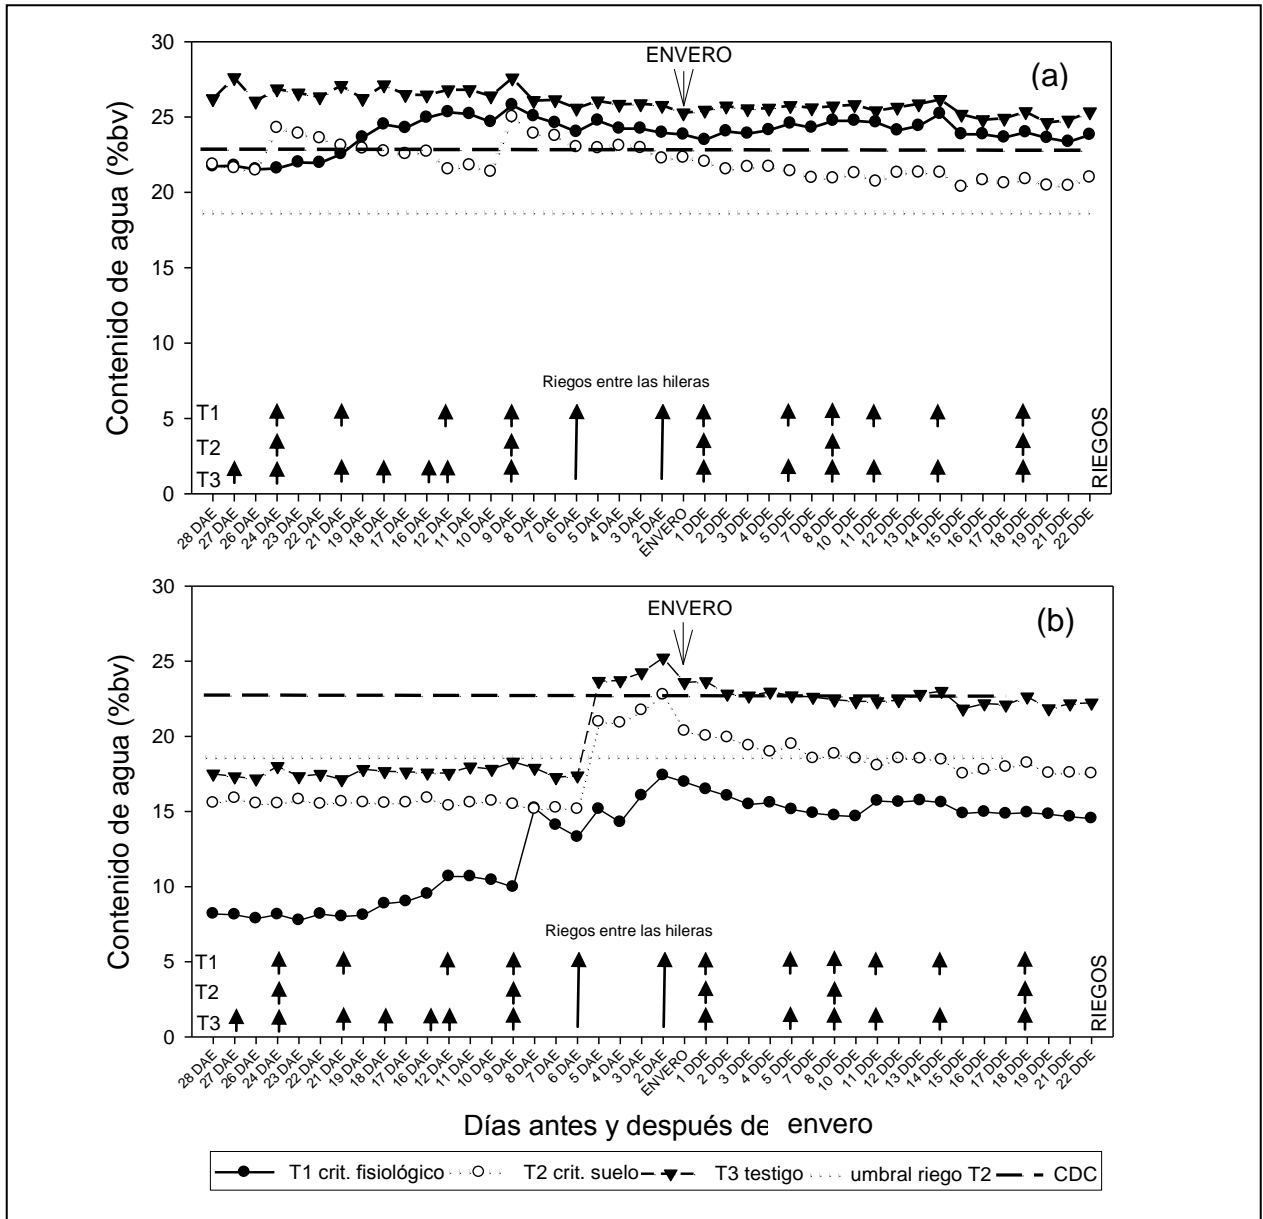 30
25
20
15
10
5
0
Contenido de agua (%bv)
ENVERO
(a)
Riegos entre las hileras
T1
T2
T3
RIEGOS
28 DAE
27 DAE
26 DAE
24 DAE
23 DAE
22 DAE
21 DAE
19 DAE
18 DAE
17 DAE
16 DAE
12 DAE
11 DAE
10 DAE
9 DAE
8 DAE
7 DAE
6 DAE
5 DAE
4 DAE
3 DAE
2 DAE
ENVERO
1 DDE
2 DDE
3 DDE
4 DDE
5 DDE
7 DDE
8 DDE
10 DDE
11 DDE
12 DDE
13 DDE
14 DDE
15 DDE
16 DDE
17 DDE
18 DDE
19 DDE
21 DDE
22 DDE
30
25
20
15
10
5
0
Contenido de agua (%bv)
ENVERO
(b)
Riegos entre las hileras
T1
T2
T3
RIEGOS
28 DAE
27 DAE
26 DAE
24 DAE
23 DAE
22 DAE
21 DAE
19 DAE
18 DAE
17 DAE
16 DAE
12 DAE
11 DAE
10 DAE
9 DAE
8 DAE
7 DAE
6 DAE
5 DAE
4 DAE
3 DAE
2 DAE
ENVERO
1 DDE
2 DDE
3 DDE
4 DDE
5 DDE
7 DDE
8 DDE
10 DDE
11 DDE
12 DDE
13 DDE
14 DDE
15 DDE
16 DDE
17 DDE
18 DDE
19 DDE
21 DDE
22 DDE
Días antes y después de envero
T1 crit. fisiológico T2 crit. suelo T3 testigo umbral riego T2 CDC